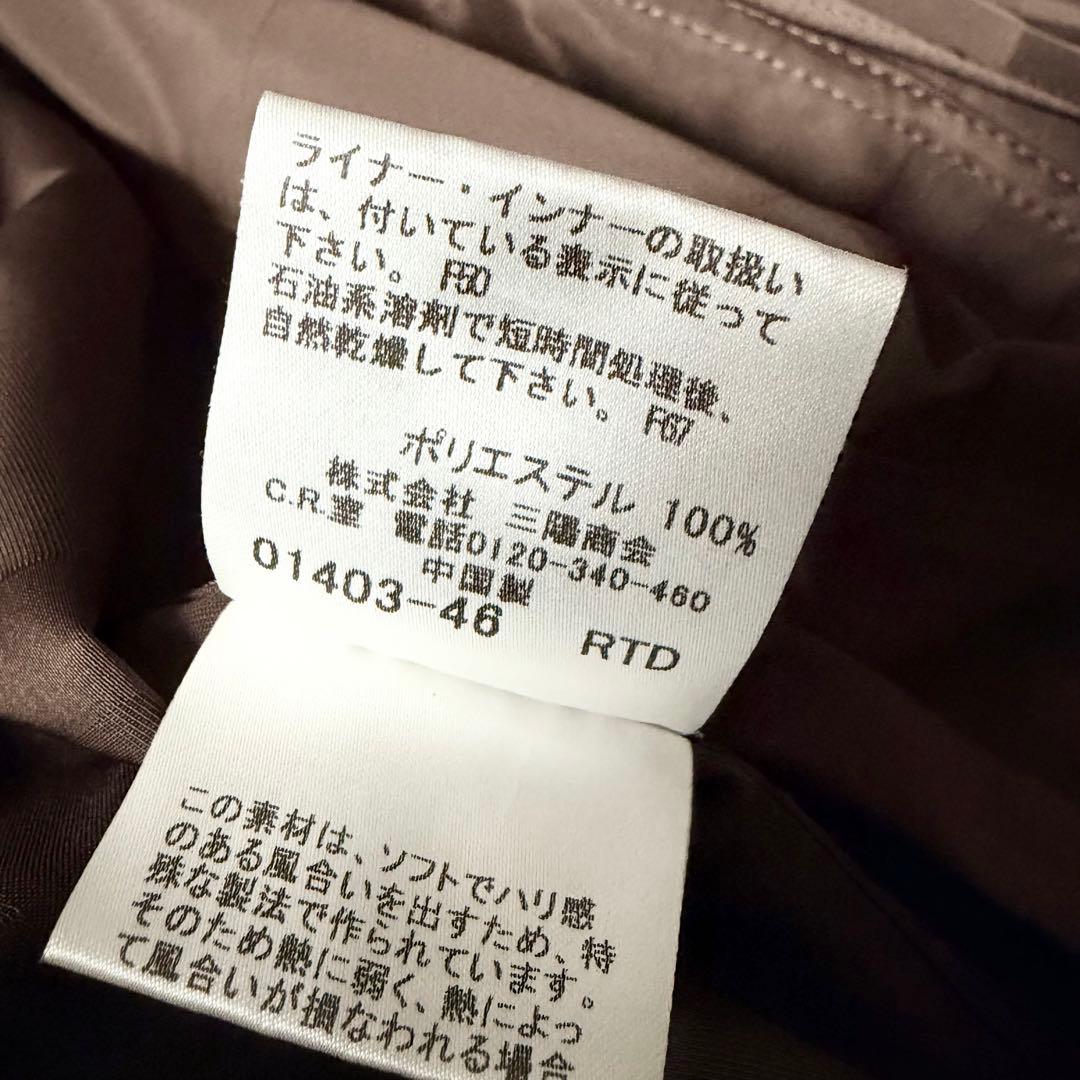 ライナー・インナーの取扱い
は、付いている表示に従って
下さい。 F50
石油系溶剤で短時間処理後、
自然乾燥して下さい。 F67
ポリエステル 100%
株式会社 三陽商会
C.R.室 電話0120-340-460
中国製
01403-46 RTD
この素材は、ソフトでハリ感
のある風合いを出すため、特
殊な製法で作られています。
そのため熱に弱く、熱によっ
て風合いが損なわれる場合